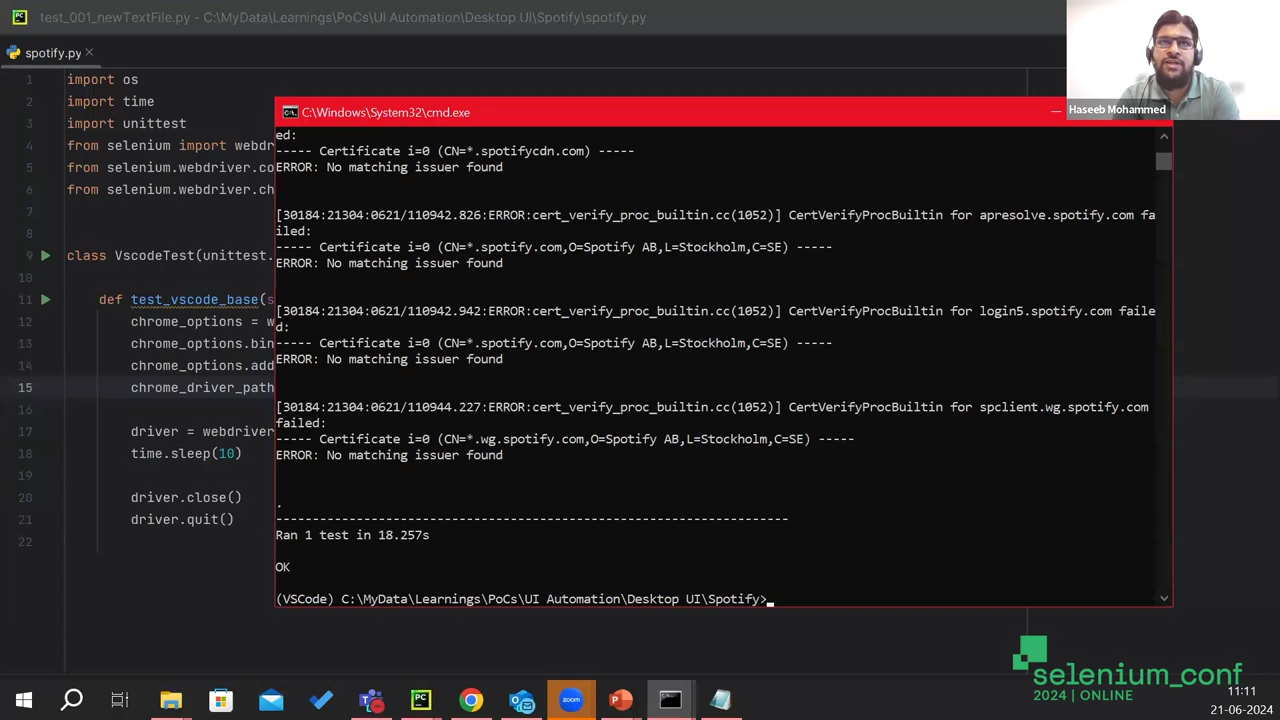 test_001_newTextFile.py - C:\MyData\Learnings\PoCs\UI Automation\Desktop UI\Spotify\spotify.py
spotify.py
1 import os
2 import time
3 import unittest
4 from selenium import webdr
5 from selenium.webdriver.co
6 from selenium.webdriver.ch
7
8
9 class VscodeTest(unittest.
10
11 def test_vscode_base(s
12 chrome_options = w
13 chrome_options.bin
14 chrome_options.add
15 chrome_driver_path
16
17 driver = webdriver
18 time.sleep(10)
19
20 driver.close()
21 driver.quit()
22
C:\Windows\System32\cmd.exe
ed:
----- Certificate i=0 (CN=*.spotifycdn.com) -----
ERROR: No matching issuer found
[30184:21304:0621/110942.826:ERROR:cert_verify_proc_builtin.cc(1052)] CertVerifyProcBuiltin for apresolve.spotify.com fa
iled:
----- Certificate i=0 (CN=*.spotify.com,O=Spotify AB,L=Stockholm,C=SE) -----
ERROR: No matching issuer found
[30184:21304:0621/110942.942:ERROR:cert_verify_proc_builtin.cc(1052)] CertVerifyProcBuiltin for login5.spotify.com faile
d:
----- Certificate i=0 (CN=*.spotify.com,O=Spotify AB,L=Stockholm,C=SE) -----
ERROR: No matching issuer found
[30184:21304:0621/110944.227:ERROR:cert_verify_proc_builtin.cc(1052)] CertVerifyProcBuiltin for spclient.wg.spotify.com
failed:
----- Certificate i=0 (CN=*.wg.spotify.com,O=Spotify AB,L=Stockholm,C=SE) -----
ERROR: No matching issuer found
.
----------------------------------------------------------------------
Ran 1 test in 18.257s
OK
(VSCode) C:\MyData\Learnings\PoCs\UI Automation\Desktop UI\Spotify>
Haseeb Mohammed
selenium_conf
2024 | ONLINE
zoom
11:11
21-06-2024